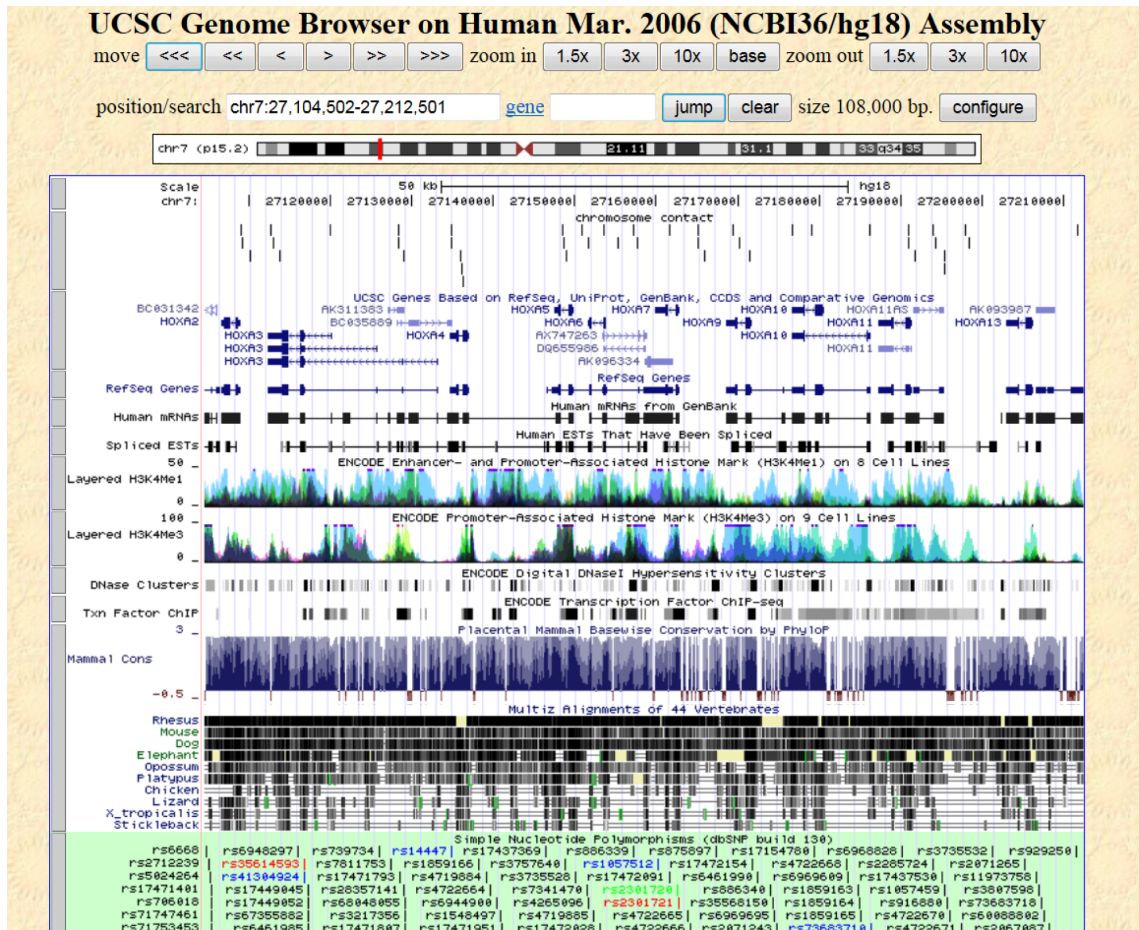 UCSC Genome Browser on Human Mar. 2006 (NCBI36/hg18) Assembly
move <<< << < > >> >>> zoom in 1.5x 3x 10x base zoom out 1.5x 3x 10x
position/search chr7:27,104,502-27,212,501 gene jump clear size 108,000 bp. configure
chr7 (p15.2) 21.11 31.1 33 q34 35
Scale 50 kb hg18
chr7: 27120000| 27130000| 27140000| 27150000| 27160000| 27170000| 27180000| 27190000| 27200000| 27210000|
chromosome contact
UCSC Genes Based on RefSeq, UniProt, GenBank, CCDS and Comparative Genomics
BC031342 AK311383 HOXA5 HOXA7 HOXA10 HOXA11AS AK093987
HOXA2 BC035889 HOXA6 HOXA9 HOXA11 HOXA13
HOXA3 HOXA4 AX747263 HOXA10
HOXA3 DQ655986 HOXA11
HOXA3 AK096334
RefSeq Genes
RefSeq Genes
Human mRNAs from GenBank
Human mRNAs
Human ESTs That Have Been Spliced
Spliced ESTs
50 _ ENCODE Enhancer- and Promoter-Associated Histone Mark (H3K4Me1) on 8 Cell Lines
Layered H3K4Me1
0 _
100 _ ENCODE Promoter-Associated Histone Mark (H3K4Me3) on 9 Cell Lines
Layered H3K4Me3
0 _
ENCODE Digital DNaseI Hypersensitivity Clusters
DNase Clusters
ENCODE Transcription Factor ChIP-seq
Txn Factor ChIP
3 _ Placental Mammal Basewise Conservation by PhyloP
Mammal Cons
-0.5 _
Multiz Alignments of 44 Vertebrates
Rhesus
Mouse
Dog
Elephant
Opossum
Platypus
Chicken
Lizard
X_tropicalis
Stickleback
Simple Nucleotide Polymorphisms (dbSNP build 130)
rs6668| rs6948297| rs739734| rs14447| rs17437369| rs886339| rs875897| rs17154780| rs6968828| rs3735532| rs929250|
rs2712239| rs35614593| rs7811753| rs1859166| rs3757640| rs1057512| rs17472154| rs4722668| rs2285724| rs2071265|
rs5024264| rs41304924| rs17471793| rs4719884| rs3735528| rs17472091| rs6461990| rs6969609| rs17437530| rs11973758|
rs17471401| rs17449045| rs28357141| rs4722664| rs7341470| rs2301720| rs886340| rs1859163| rs1057459| rs3807598|
rs706018| rs17449052| rs68048055| rs6944900| rs4265096| rs2301721| rs35568150| rs1859164| rs916880| rs73683718|
rs71747461| rs67355882| rs3217356| rs1548497| rs4719885| rs4722665| rs6969695| rs1859165| rs4722670| rs60088802|
rs71753453| rs6461985| rs17471807| rs17471951| rs17472028| rs4722666| rs2071243| rs73683710| rs4722671| rs2067087|